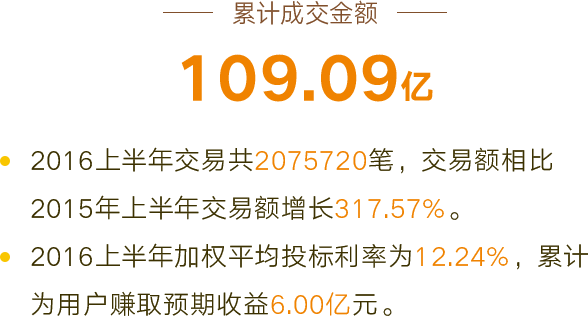 累计成交金额
109.09亿
2016上半年交易共2075720笔，交易额相比
2015年上半年交易额增长317.57%。
2016上半年加权平均投标利率为12.24%，累计
为用户赚取预期收益6.00亿元。